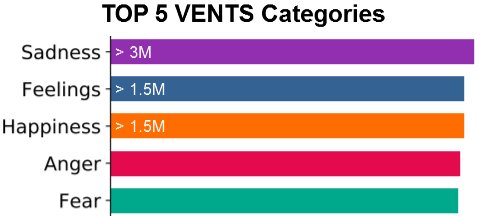 TOP 5 VENTS Categories
Sadness > 3M
Feelings > 1.5M
Happiness > 1.5M
Anger
Fear